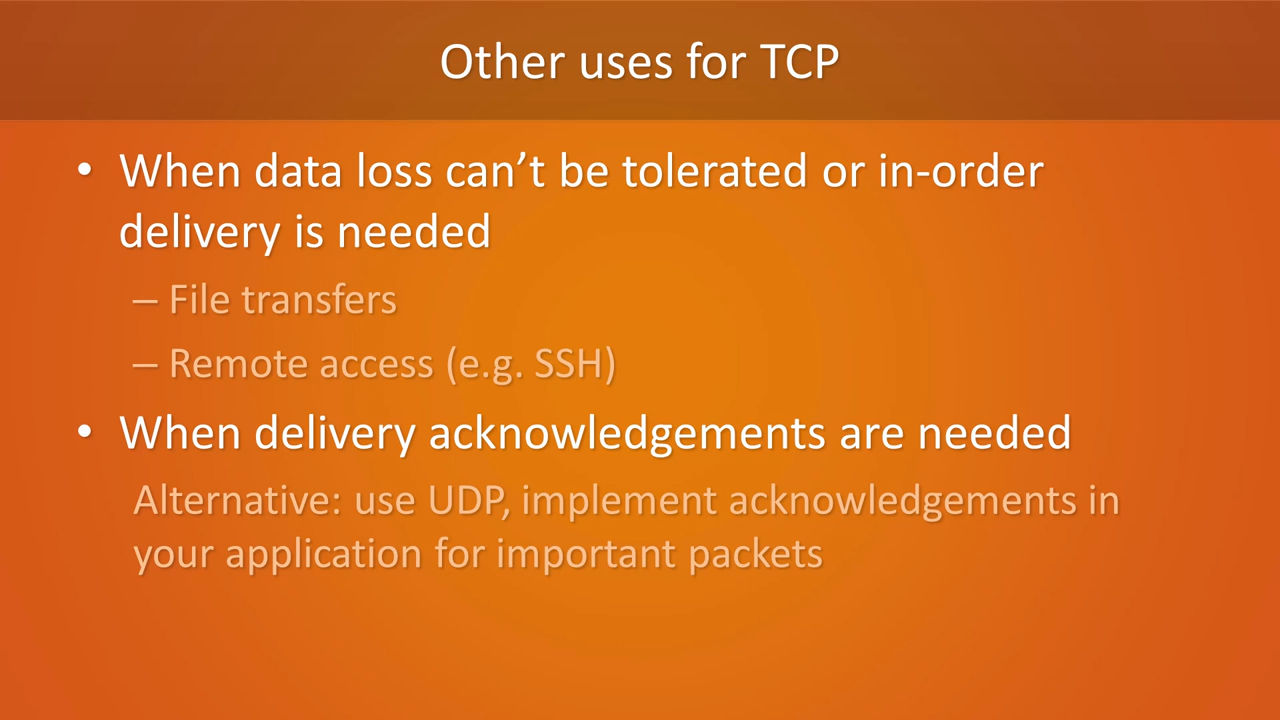 Other uses for TCP
• When data loss can’t be tolerated or in-order
delivery is needed
– File transfers
– Remote access (e.g. SSH)
• When delivery acknowledgements are needed
Alternative: use UDP, implement acknowledgements in
your application for important packets